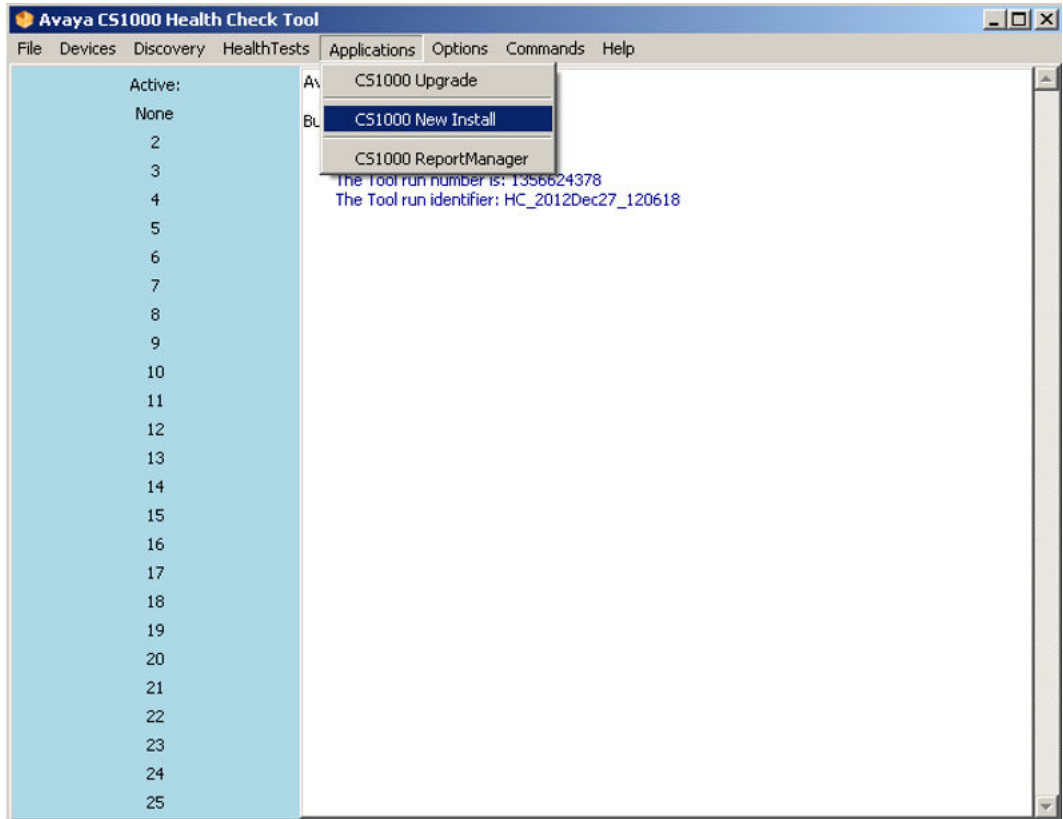 Avaya CS1000 Health Check Tool
File Devices Discovery HealthTests Applications Options Commands Help
CS1000 Upgrade
CS1000 New Install
CS1000 ReportManager
Active:
None
2
3
4
5
6
7
8
9
10
11
12
13
14
15
16
17
18
19
20
21
22
23
24
25
The Tool run number is: 1356624378
The Tool run identifier: HC_2012Dec27_120618